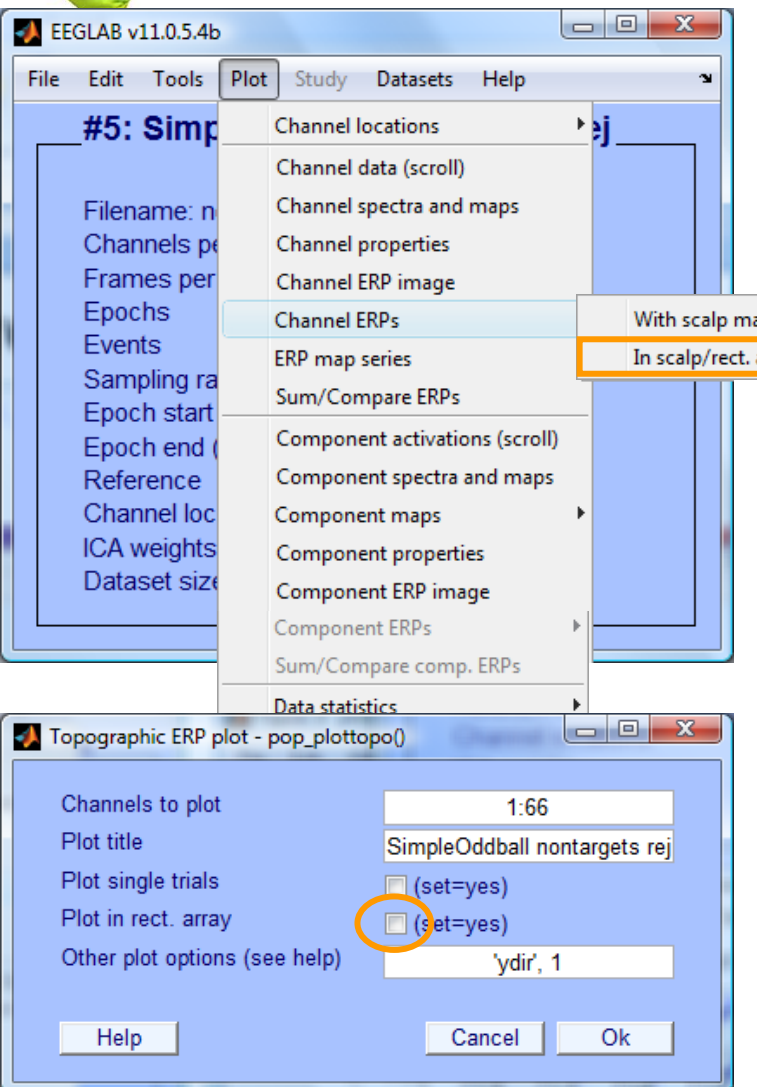 EEGLAB v11.0.5.4b
File Edit Tools Plot Study Datasets Help
#5: Simp ej
Channel locations
Channel data (scroll)
Filename: n
Channel spectra and maps
Channels pe
Channel properties
Frames per
Channel ERP image
Epochs
Channel ERPs
With scalp ma
Events
ERP map series
In scalp/rect.
Sampling ra
Sum/Compare ERPs
Epoch start
Epoch end (
Component activations (scroll)
Reference
Component spectra and maps
Channel loc
Component maps
ICA weights
Component properties
Dataset size
Component ERP image
Component ERPs
Sum/Compare comp. ERPs
Data statistics
Topographic ERP plot - pop_plottopo()
Channels to plot 1:66
Plot title SimpleOddball nontargets rej
Plot single trials (set=yes)
Plot in rect. array (set=yes)
Other plot options (see help) 'ydir', 1
Help Cancel Ok